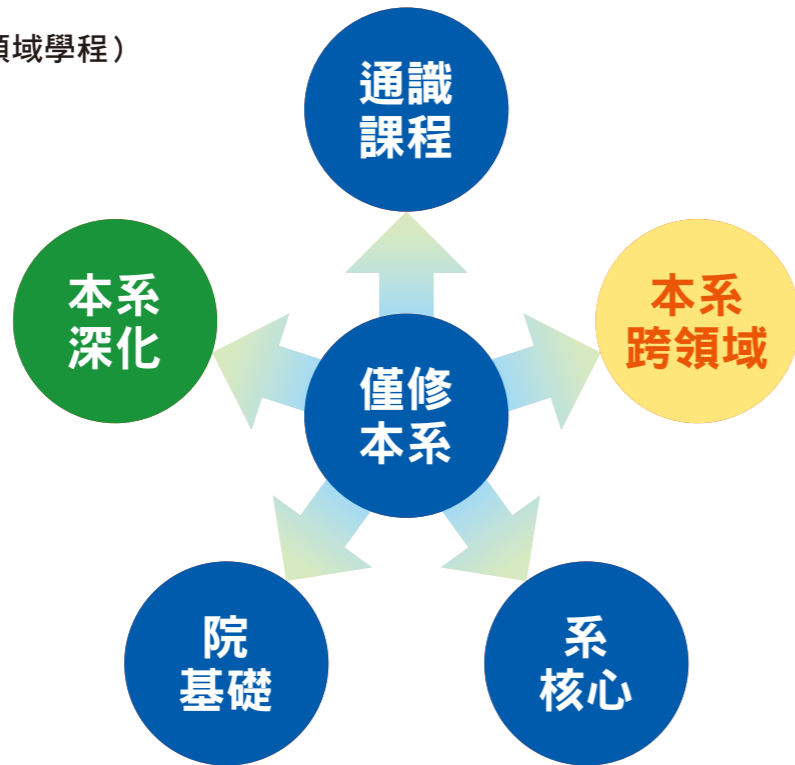 領域學程）
通識
課程
本系
深化
本系
跨領域
僅修
本系
院
基礎
系
核心